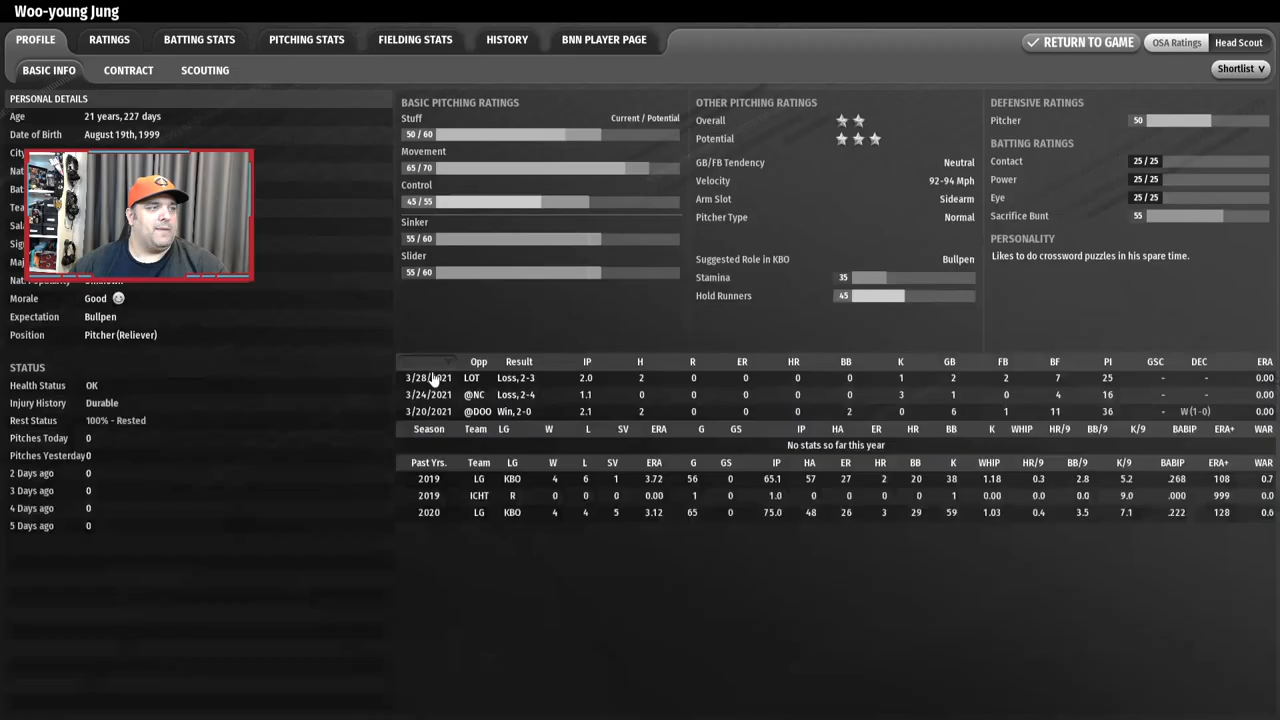 Woo-young Jung
PROFILE RATINGS BATTING STATS PITCHING STATS FIELDING STATS HISTORY BNN PLAYER PAGE RETURN TO GAME OSA Ratings Head Scout
BASIC INFO CONTRACT SCOUTING Shortlist V
PERSONAL DETAILS
Age 21 years, 227 days
Date of Birth August 19th, 1999
City
Nat
Bat
Tea
Sala
Sig
Maj
Morale Good
Expectation Bullpen
Position Pitcher (Reliever)
STATUS
Health Status OK
Injury History Durable
Rest Status 100% - Rested
Pitches Today 0
Pitches Yesterday 0
2 Days ago 0
3 Days ago 0
4 Days ago 0
5 Days ago 0
BASIC PITCHING RATINGS
Stuff Current / Potential
50 / 60
Movement
65 / 70
Control
45 / 55
Sinker
55 / 60
Slider
55 / 60
OTHER PITCHING RATINGS
Overall
Potential
GB/FB Tendency Neutral
Velocity 92-94 Mph
Arm Slot Sidearm
Pitcher Type Normal
Suggested Role in KBO Bullpen
Stamina 35
Hold Runners 45
DEFENSIVE RATINGS
Pitcher 50
BATTING RATINGS
Contact 25 / 25
Power 25 / 25
Eye 25 / 25
Sacrifice Bunt 55
PERSONALITY
Likes to do crossword puzzles in his spare time.
Opp Result IP H R ER HR BB K GB FB BF PI GSC DEC ERA
3/28/2021 LOT Loss, 2-3 2.0 2 0 0 0 0 1 2 2 7 25 - - 0.00
3/24/2021 @NC Loss, 2-4 1.1 0 0 0 0 0 3 1 0 4 16 - - 0.00
3/20/2021 @DOO Win, 2-0 2.1 2 0 0 0 2 0 6 1 11 36 - W (1-0) 0.00
Season Team LG W L SV ERA G GS IP HA ER HR BB K WHIP HR/9 BB/9 K/9 BABIP ERA+ WAR
No stats so far this year
Past Yrs. Team LG W L SV ERA G GS IP HA ER HR BB K WHIP HR/9 BB/9 K/9 BABIP ERA+ WAR
2019 LG KBO 4 6 1 3.72 56 0 65.1 57 27 2 20 38 1.18 0.3 2.8 5.2 .268 108 0.7
2019 ICHT R 0 0 0 0.00 1 0 1.0 0 0 0 0 1 0.00 0.0 0.0 9.0 .000 999 0.0
2020 LG KBO 4 4 5 3.12 65 0 75.0 48 26 3 29 59 1.03 0.4 3.5 7.1 .222 128 0.6